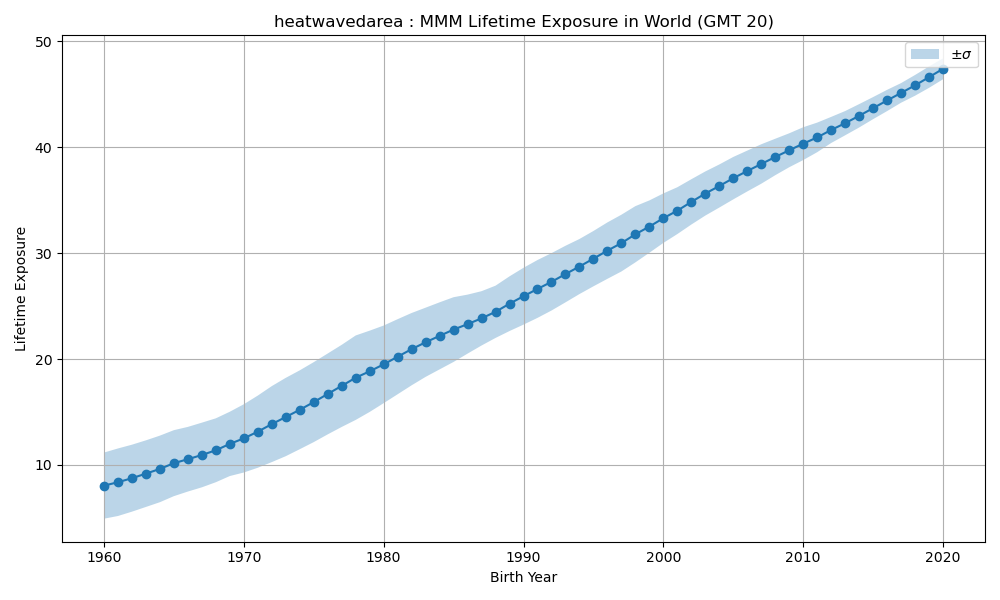 heatwavedarea : MMM Lifetime Exposure in World (GMT 20)
±σ
50
40
30
20
10
Lifetime Exposure
1960 1970 1980 1990 2000 2010 2020
Birth Year